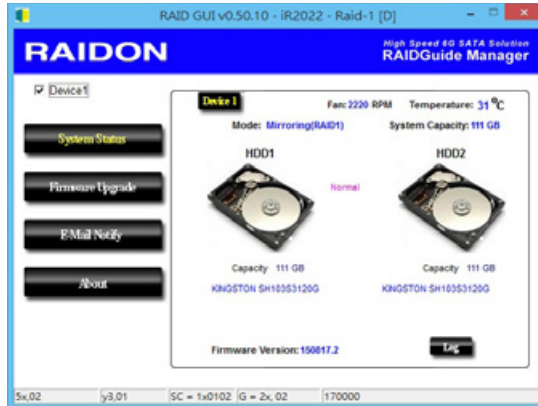 RAID GUI v0.50.10 - iR2022 - Raid-1 [D]
RAIDON
High Speed 6G SATA Solution
RAIDGuide Manager
Device1
System Status
Firmware Upgrade
E-Mail Notify
About
Device 1
Fan: 2220 RPM
Temperature: 31 °C
Mode: Mirroring(RAID1)
System Capacity: 111 GB
HDD1
HDD2
Normal
Capacity 111 GB
Capacity 111 GB
KINGSTON SH103S3120G
KINGSTON SH103S3120G
Firmware Version: 150817.2
Log
5x,02
y3,01
SC = 1x0102
G = 2x, 02
170000